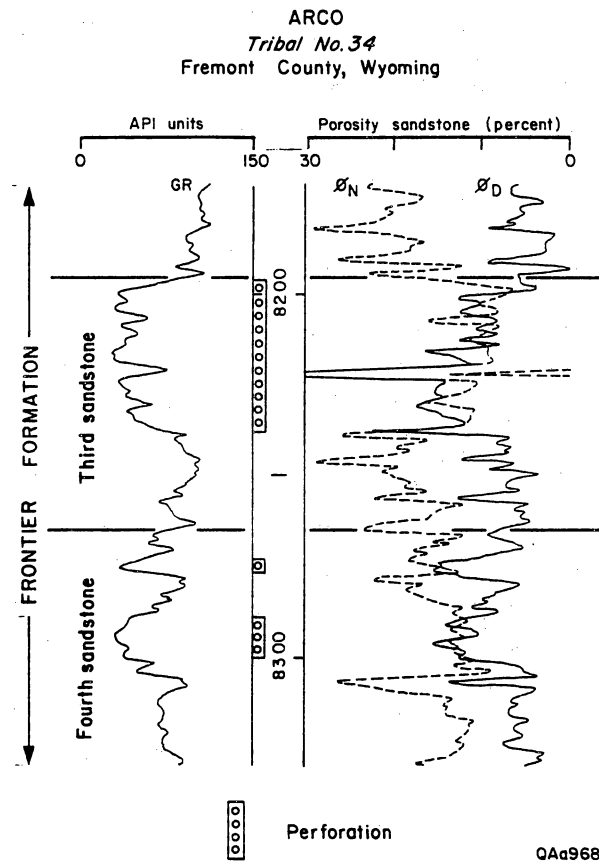 ARCO
Tribal No. 34
Fremont County, Wyoming
API units
Porosity sandstone (percent)
0
150
30
0
GR
ØN
ØD
8200
FRONTIER FORMATION
Third sandstone
Fourth sandstone
8300
Perforation
QAa968